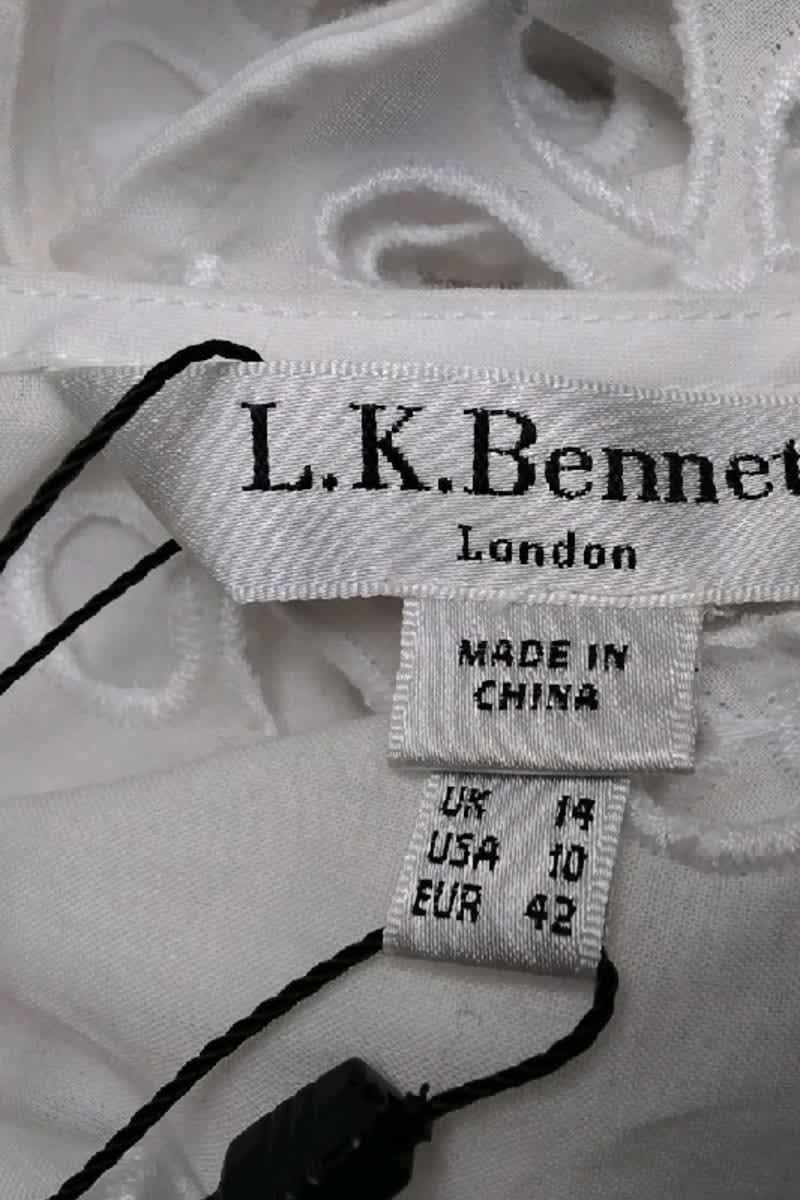 L.K.Bennet
London
MADE IN
CHINA
UK 14
USA 10
EUR 42